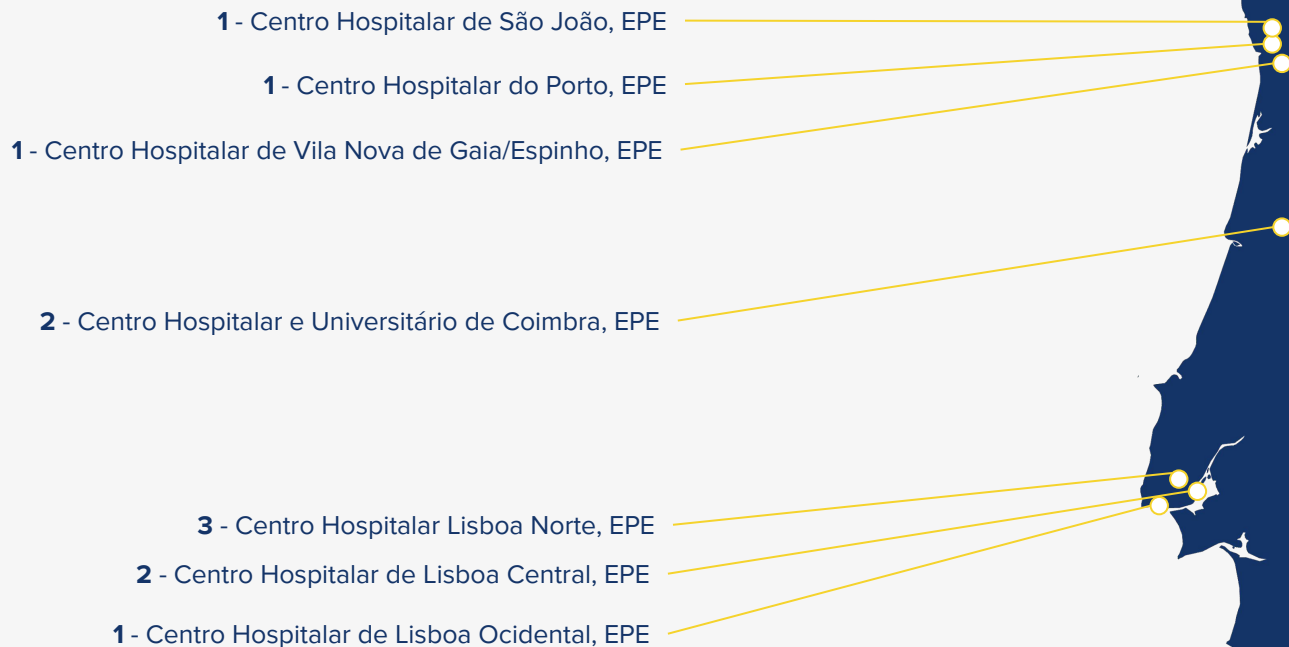 1 - Centro Hospitalar de São João, EPE
1 - Centro Hospitalar do Porto, EPE
1 - Centro Hospitalar de Vila Nova de Gaia/Espinho, EPE
2 - Centro Hospitalar e Universitário de Coimbra, EPE
3 - Centro Hospitalar Lisboa Norte, EPE
2 - Centro Hospitalar de Lisboa Central, EPE
1 - Centro Hospitalar de Lisboa Ocidental, EPE